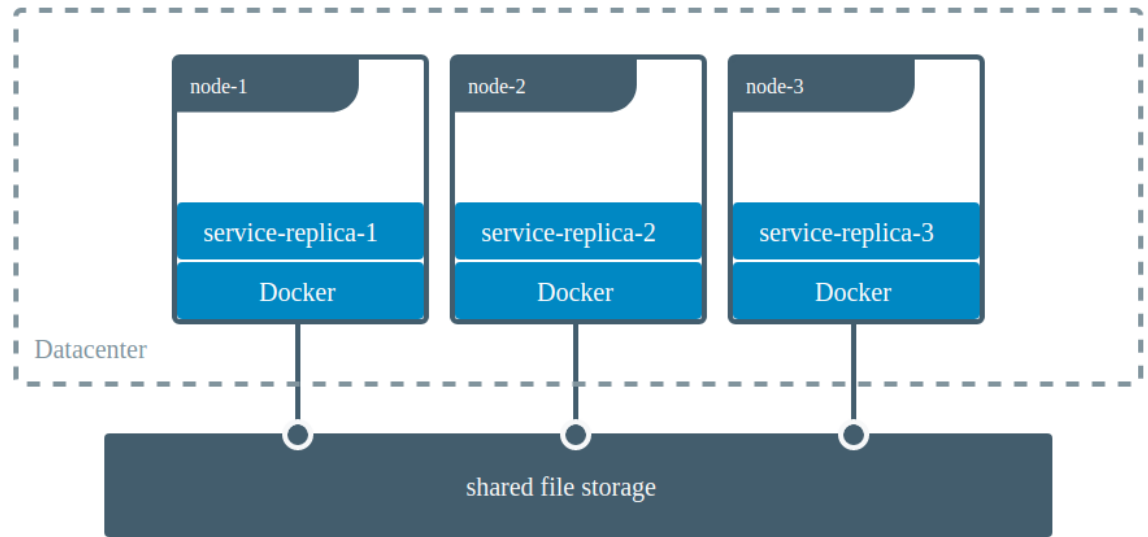 node-1
node-2
node-3
service-replica-1
service-replica-2
service-replica-3
Docker
Docker
Docker
Datacenter
shared file storage